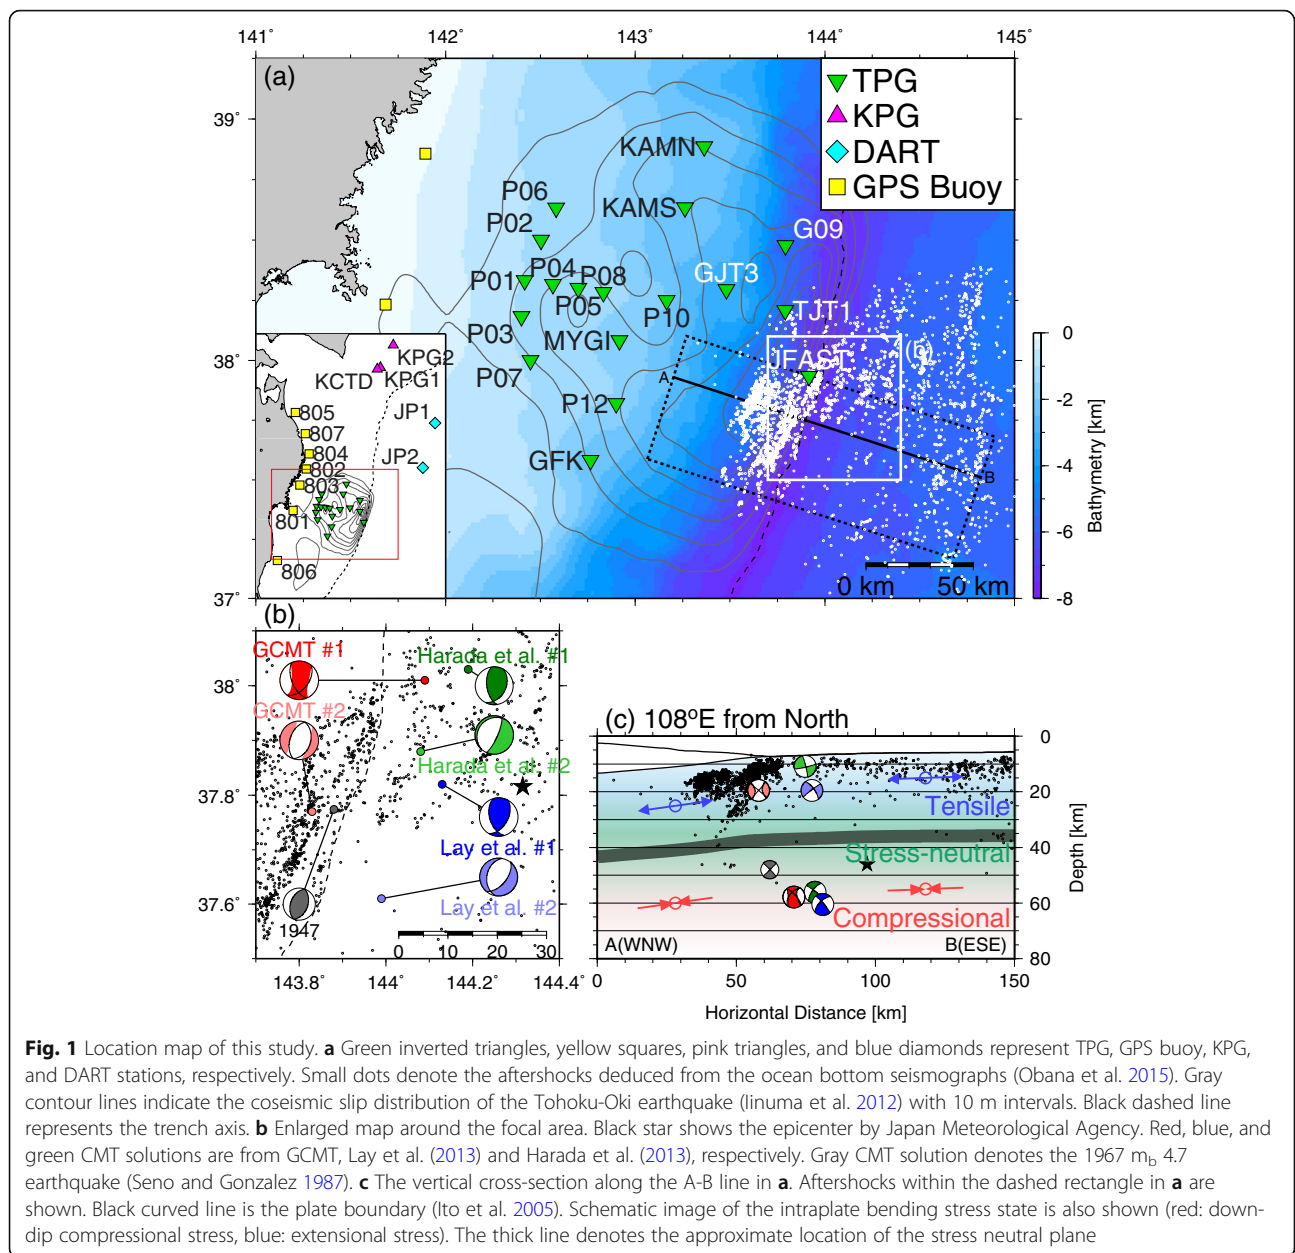 141° 142° 143° 144° 145°
(a)
TPG
KPG
DART
GPS Buoy
39°
38°
37°
KAMN
P06
KAMS
P02
G09
P04
P08
GJT3
P01
P05
P10
TJT1
P03
MYGI
JFAST
(b)
P07
A
P12
GFK
B
0 km 50 km
KPG2
KCTD
KPG1
805
JP1
807
804
JP2
802
803
801
806
0
-2
-4
-6
-8
Bathymetry [km]
(b)
GCMT #1
Harada et al. #1
38°
GCMT #2
Harada et al. #2
37.8°
Lay et al. #1
Lay et al. #2
37.6°
1947
0 10 20 30
143.8° 144° 144.2° 144.4°
(c) 108°E from North
0
20
40
60
80
Depth [km]
Tensile
Stress-neutral
Compressional
A(WNW) B(ESE)
0 50 100 150
Horizontal Distance [km]
Fig. 1 Location map of this study. a Green inverted triangles, yellow squares, pink triangles, and blue diamonds represent TPG, GPS buoy, KPG,
and DART stations, respectively. Small dots denote the aftershocks deduced from the ocean bottom seismographs (Obana et al. 2015). Gray
contour lines indicate the coseismic slip distribution of the Tohoku-Oki earthquake (Iinuma et al. 2012) with 10 m intervals. Black dashed line
represents the trench axis. b Enlarged map around the focal area. Black star shows the epicenter by Japan Meteorological Agency. Red, blue, and
green CMT solutions are from GCMT, Lay et al. (2013) and Harada et al. (2013), respectively. Gray CMT solution denotes the 1967 mb 4.7
earthquake (Seno and Gonzalez 1987). c The vertical cross-section along the A-B line in a. Aftershocks within the dashed rectangle in a are
shown. Black curved line is the plate boundary (Ito et al. 2005). Schematic image of the intraplate bending stress state is also shown (red: down-
dip compressional stress, blue: extensional stress). The thick line denotes the approximate location of the stress neutral plane